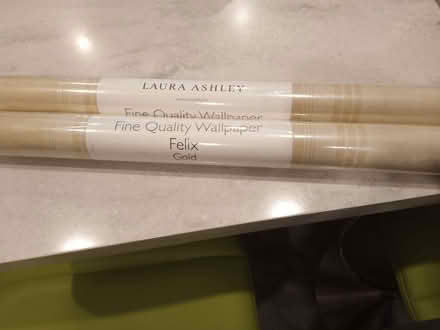 LAURA ASHLEY
Fine Quality Wallpaper
Fine Quality Wallpaper
Felix
Gold